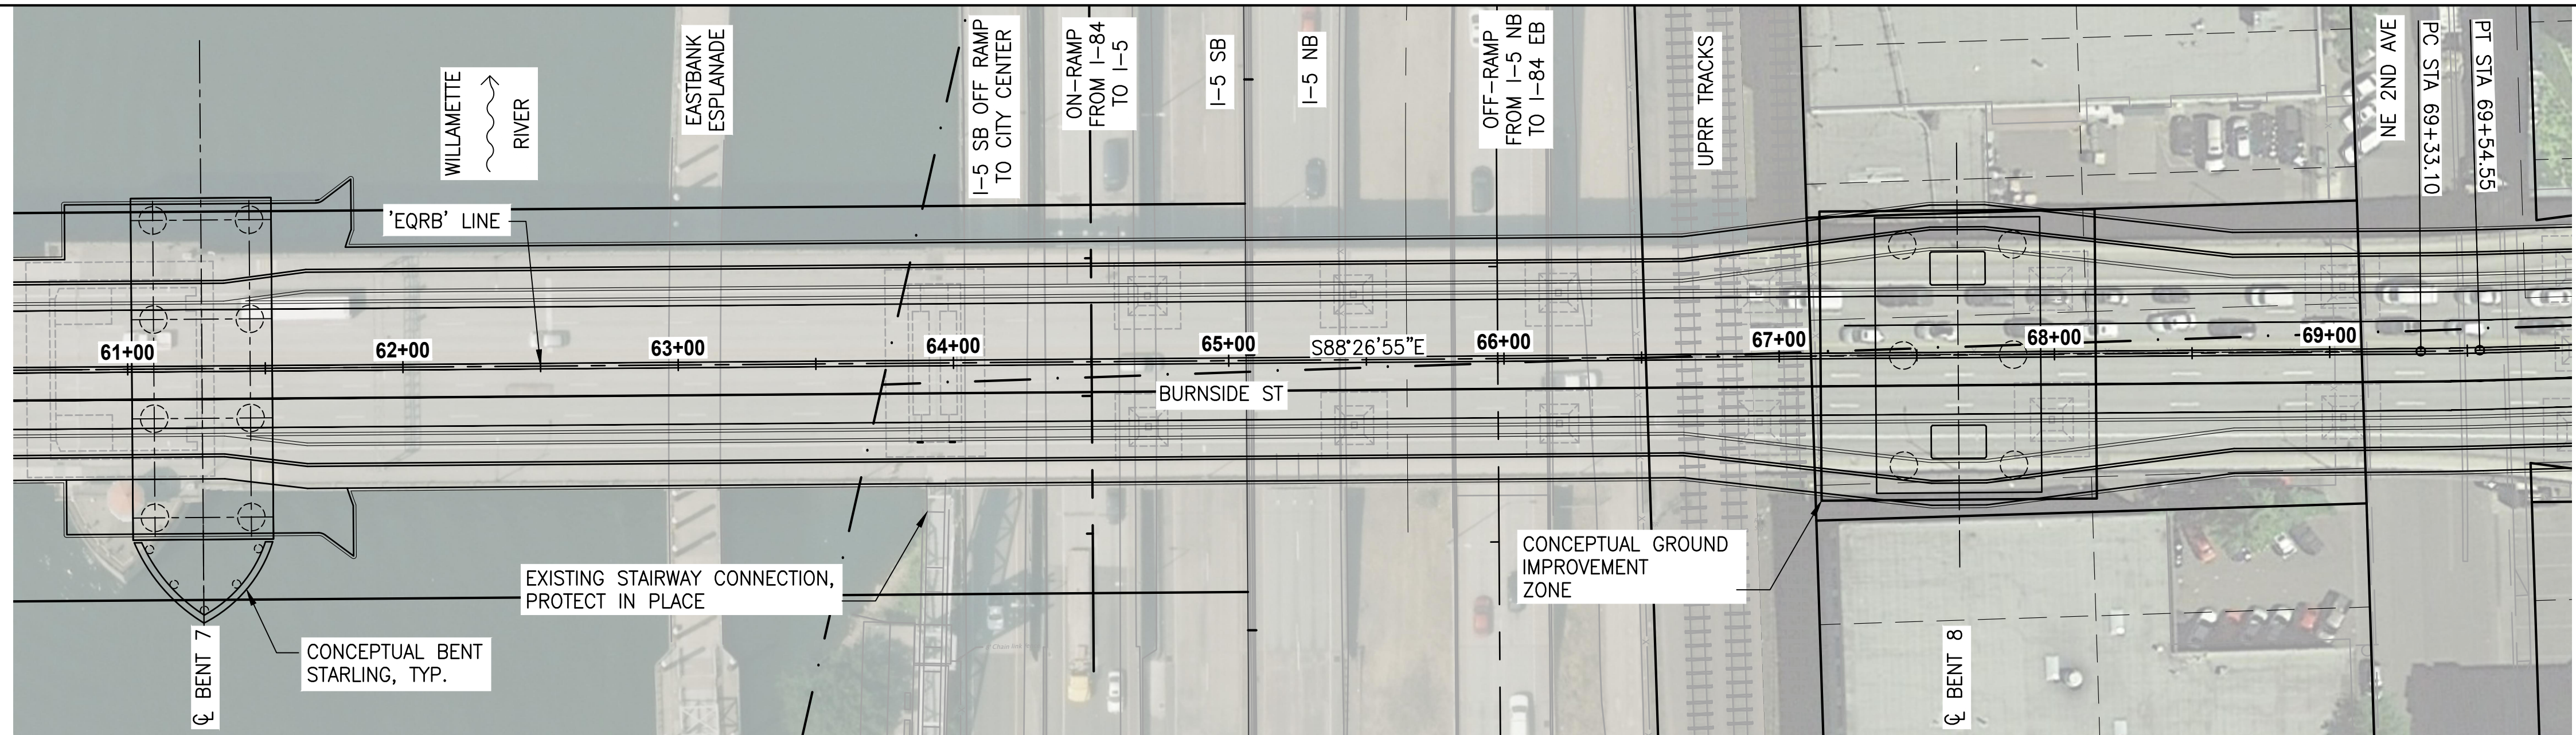 WILLAMETTE
RIVER
EASTBANK
ESPLANADE
I-5 SB OFF RAMP
TO CITY CENTER
ON-RAMP
FROM I-84
TO I-5
I-5 SB
I-5 NB
OFF-RAMP
FROM I-5 NB
TO I-84 EB
UPRR TRACKS
NE 2ND AVE
PC STA 69+33.10
PT STA 69+54.55
'EQRB' LINE
61+00
62+00
63+00
64+00
65+00
S88°26'55"E
66+00
67+00
68+00
69+00
BURNSIDE ST
EXISTING STAIRWAY CONNECTION,
PROTECT IN PLACE
CONCEPTUAL GROUND
IMPROVEMENT
ZONE
CONCEPTUAL BENT
STARLING, TYP.
℄ BENT 7
℄ BENT 8